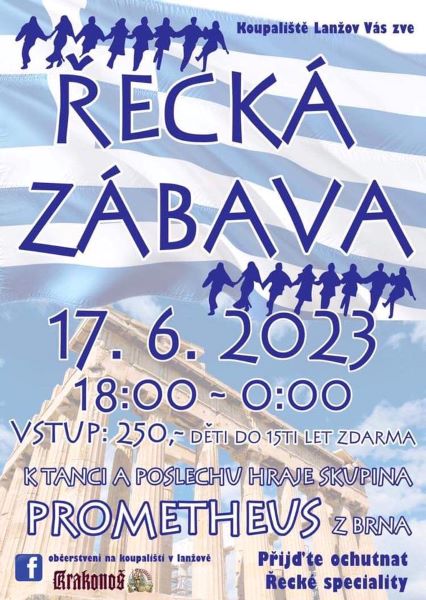 Koupaliště Lanžov Vás zve
ŘECKÁ
ZÁBAVA
17. 6. 2023
18:00 ~ 0:00
VSTUP: 250,~ DĚTI DO 15TI LET ZDARMA
K TANCI A POSLECHU HRAJE SKUPINA
PROMETHEUS Z BRNA
f občerstvení na koupališti v lanžově
Krakonoš
Přijďte ochutnat
Řecké speciality